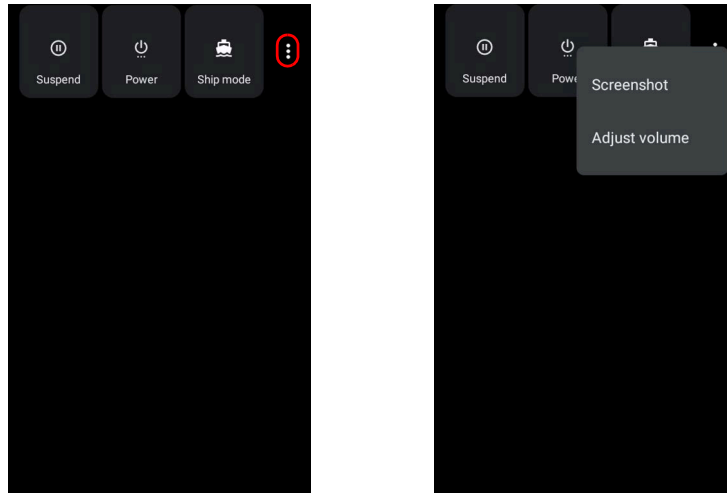 Suspend
Power
Ship mode
Suspend
Powe
Screenshot
Adjust volume